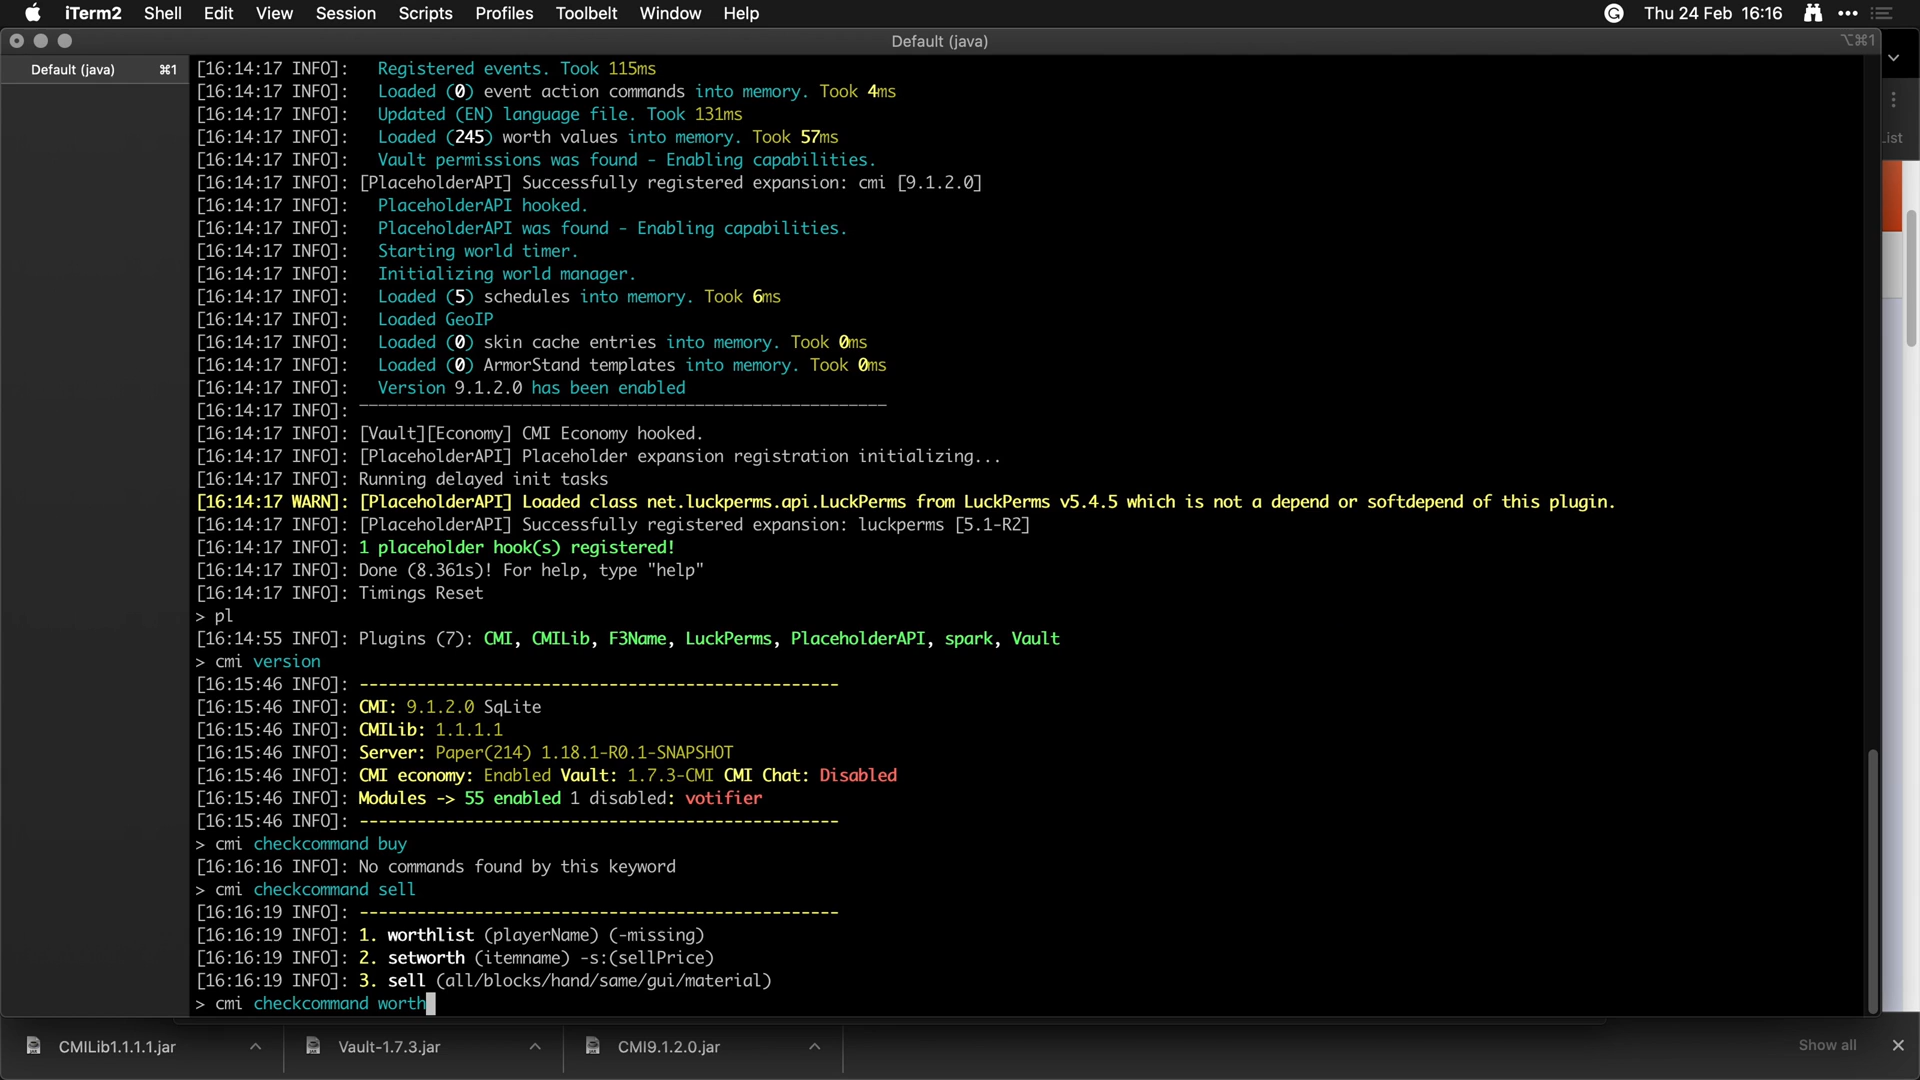 iTerm2 Shell Edit View Session Scripts Profiles Toolbelt Window Help Thu 24 Feb 16:16
Default (java) ⌥⌘1
Default (java) ⌘1
[16:14:17 INFO]: Registered events. Took 115ms
[16:14:17 INFO]: Loaded (0) event action commands into memory. Took 4ms
[16:14:17 INFO]: Updated (EN) language file. Took 131ms
[16:14:17 INFO]: Loaded (245) worth values into memory. Took 57ms
[16:14:17 INFO]: Vault permissions was found - Enabling capabilities.
[16:14:17 INFO]: [PlaceholderAPI] Successfully registered expansion: cmi [9.1.2.0]
[16:14:17 INFO]: PlaceholderAPI hooked.
[16:14:17 INFO]: PlaceholderAPI was found - Enabling capabilities.
[16:14:17 INFO]: Starting world timer.
[16:14:17 INFO]: Initializing world manager.
[16:14:17 INFO]: Loaded (5) schedules into memory. Took 6ms
[16:14:17 INFO]: Loaded GeoIP
[16:14:17 INFO]: Loaded (0) skin cache entries into memory. Took 0ms
[16:14:17 INFO]: Loaded (0) ArmorStand templates into memory. Took 0ms
[16:14:17 INFO]: Version 9.1.2.0 has been enabled
[16:14:17 INFO]: _______________________________________________________
[16:14:17 INFO]: [Vault][Economy] CMI Economy hooked.
[16:14:17 INFO]: [PlaceholderAPI] Placeholder expansion registration initializing...
[16:14:17 INFO]: Running delayed init tasks
[16:14:17 WARN]: [PlaceholderAPI] Loaded class net.luckperms.api.LuckPerms from LuckPerms v5.4.5 which is not a depend or softdepend of this plugin.
[16:14:17 INFO]: [PlaceholderAPI] Successfully registered expansion: luckperms [5.1-R2]
[16:14:17 INFO]: 1 placeholder hook(s) registered!
[16:14:17 INFO]: Done (8.361s)! For help, type "help"
[16:14:17 INFO]: Timings Reset
> pl
[16:14:55 INFO]: Plugins (7): CMI, CMILib, F3Name, LuckPerms, PlaceholderAPI, spark, Vault
> cmi version
[16:15:46 INFO]: --------------------------------------------------
[16:15:46 INFO]: CMI: 9.1.2.0 SqLite
[16:15:46 INFO]: CMILib: 1.1.1.1
[16:15:46 INFO]: Server: Paper(214) 1.18.1-R0.1-SNAPSHOT
[16:15:46 INFO]: CMI economy: Enabled Vault: 1.7.3-CMI CMI Chat: Disabled
[16:15:46 INFO]: Modules -> 55 enabled 1 disabled: votifier
[16:15:46 INFO]: --------------------------------------------------
> cmi checkcommand buy
[16:16:16 INFO]: No commands found by this keyword
> cmi checkcommand sell
[16:16:19 INFO]: --------------------------------------------------
[16:16:19 INFO]: 1. worthlist (playerName) (-missing)
[16:16:19 INFO]: 2. setworth (itemname) -s:(sellPrice)
[16:16:19 INFO]: 3. sell (all/blocks/hand/same/gui/material)
> cmi checkcommand worth
List
CMILib1.1.1.1.jar Vault-1.7.3.jar CMI9.1.2.0.jar Show all